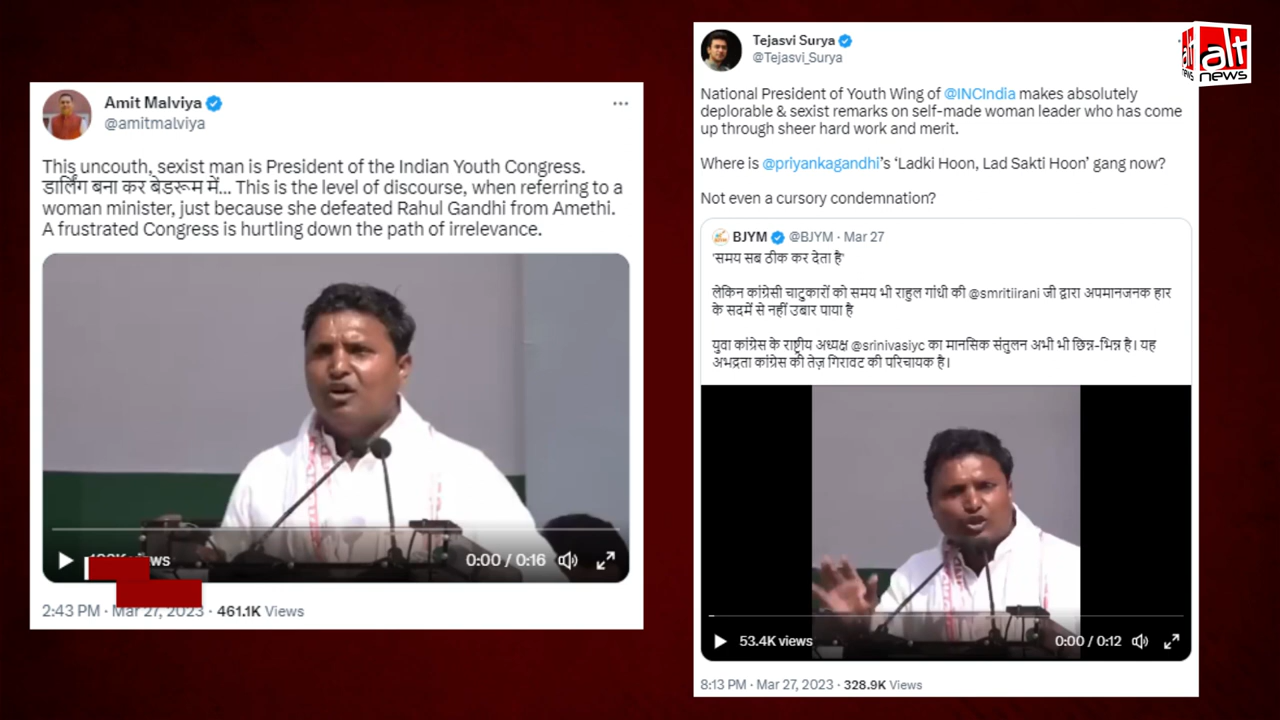 Amit Malviya
@amitmalviya
This uncouth, sexist man is President of the Indian Youth Congress.
डार्लिंग बना कर बेडरूम में... This is the level of discourse, when referring to a
woman minister, just because she defeated Rahul Gandhi from Amethi.
A frustrated Congress is hurtling down the path of irrelevance.
0:00 / 0:16
2:43 PM · Mar 27, 2023 · 461.1K Views
Tejasvi Surya
@Tejasvi_Surya
National President of Youth Wing of @INCIndia makes absolutely
deplorable & sexist remarks on self-made woman leader who has come
up through sheer hard work and merit.
Where is @priyankagandhi's 'Ladki Hoon, Lad Sakti Hoon' gang now?
Not even a cursory condemnation?
BJYM @BJYM · Mar 27
'समय सब ठीक कर देता है'
लेकिन कांग्रेसी चाटुकारों को समय भी राहुल गांधी की @smritiirani जी द्वारा अपमानजनक हार
के सदमें से नहीं उबार पाया है
युवा कांग्रेस के राष्ट्रीय अध्यक्ष @srinivasiyc का मानसिक संतुलन अभी भी छिन्न-भिन्न है। यह
अभद्रता कांग्रेस की तेज़ गिरावट की परिचायक है।
53.4K views
0:00 / 0:12
8:13 PM · Mar 27, 2023 · 328.9K Views
alt
news